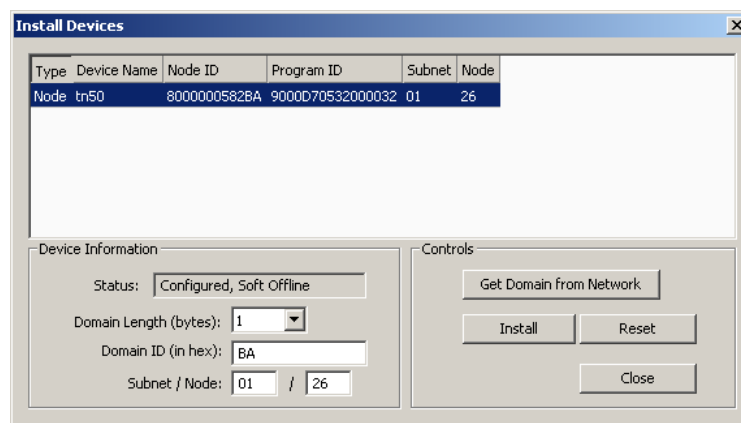 Install Devices
Type Device Name Node ID Program ID Subnet Node
Node tn50 8000000582BA 9000D70532000032 01 26
Device Information
Status: Configured, Soft Offline
Domain Length (bytes): 1
Domain ID (in hex): BA
Subnet / Node: 01 / 26
Controls
Get Domain from Network
Install Reset
Close